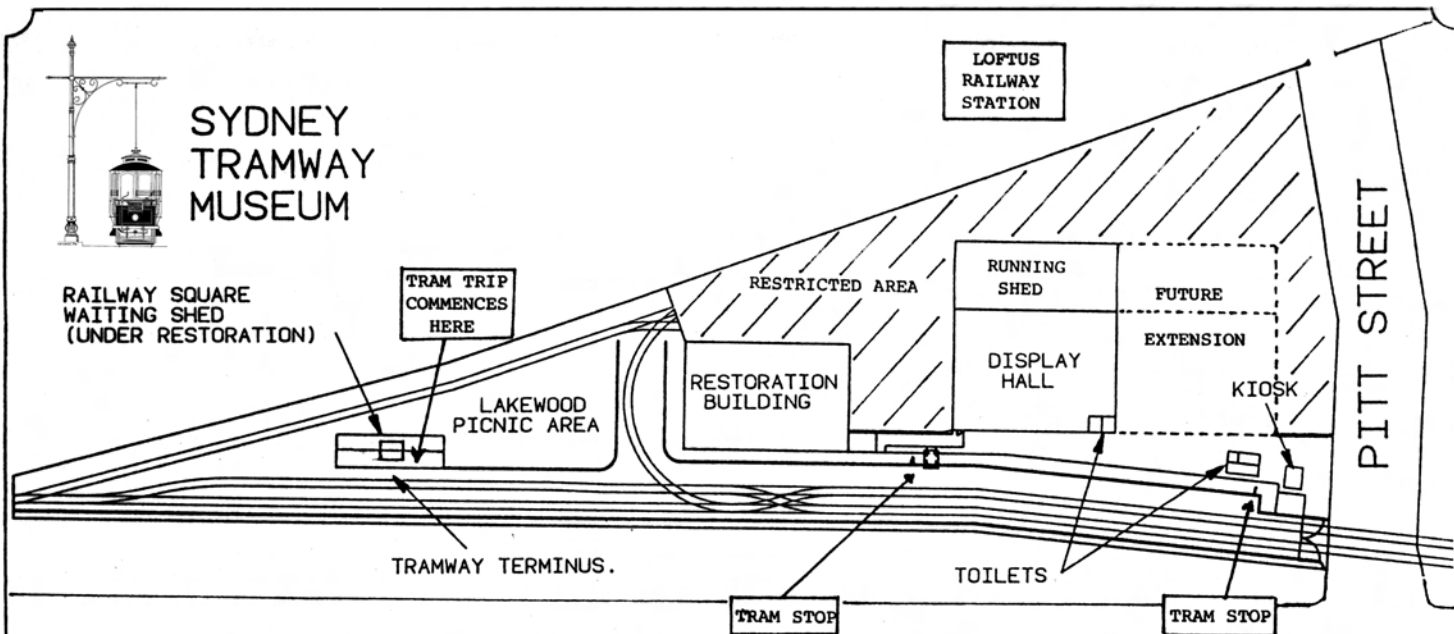 SYDNEY
TRAMWAY
MUSEUM
LOFTUS
RAILWAY
STATION
RAILWAY SQUARE
WAITING SHED
(UNDER RESTORATION)
TRAM TRIP
COMMENCES
HERE
RESTRICTED AREA
RUNNING
SHED
FUTURE
EXTENSION
DISPLAY
HALL
KIOSK
PITT STREET
RESTORATION
BUILDING
LAKEWOOD
PICNIC AREA
TRAMWAY TERMINUS.
TOILETS
TRAM STOP
TRAM STOP